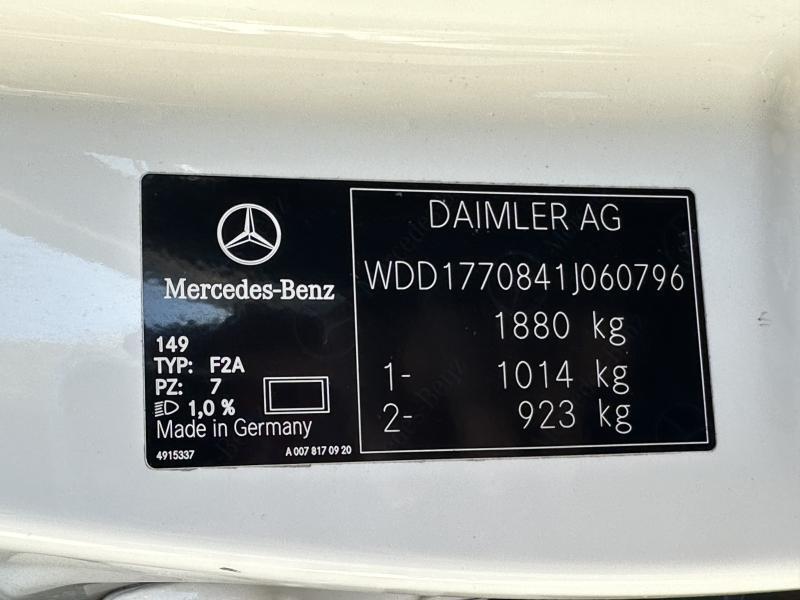 Mercedes-Benz
149
TYP: F2A
PZ: 7
1,0 %
Made in Germany
4915337
A 007 817 09 20
DAIMLER AG
WDD1770841J060796
1880 kg
1- 1014 kg
2- 923 kg